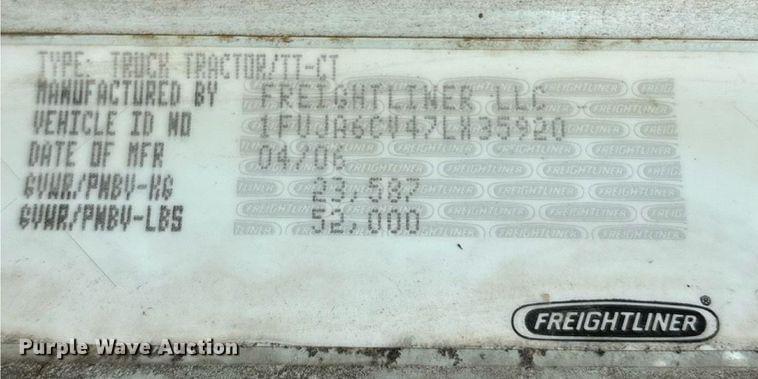 TYPE: TRUCK TRACTOR/TT-CT
MANUFACTURED BY FREIGHTLINER LLC
VEHICLE ID NO 1FUJA6CV47LX35920
DATE OF MFR 04/06
GVWR/PNBV-KG 23,587
GVWR/PNBV-LBS 52,000
FREIGHTLINER®
Purple Wave Auction